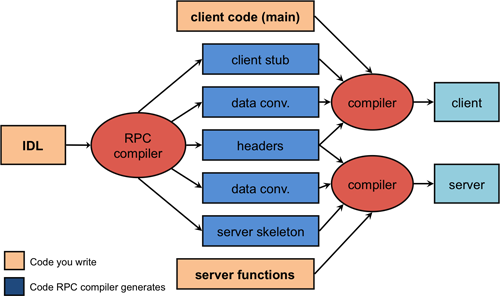 client code (main)
client stub
data conv.
compiler
client
IDL
RPC
compiler
headers
data conv.
compiler
server
server skeleton
server functions
Code you write
Code RPC compiler generates